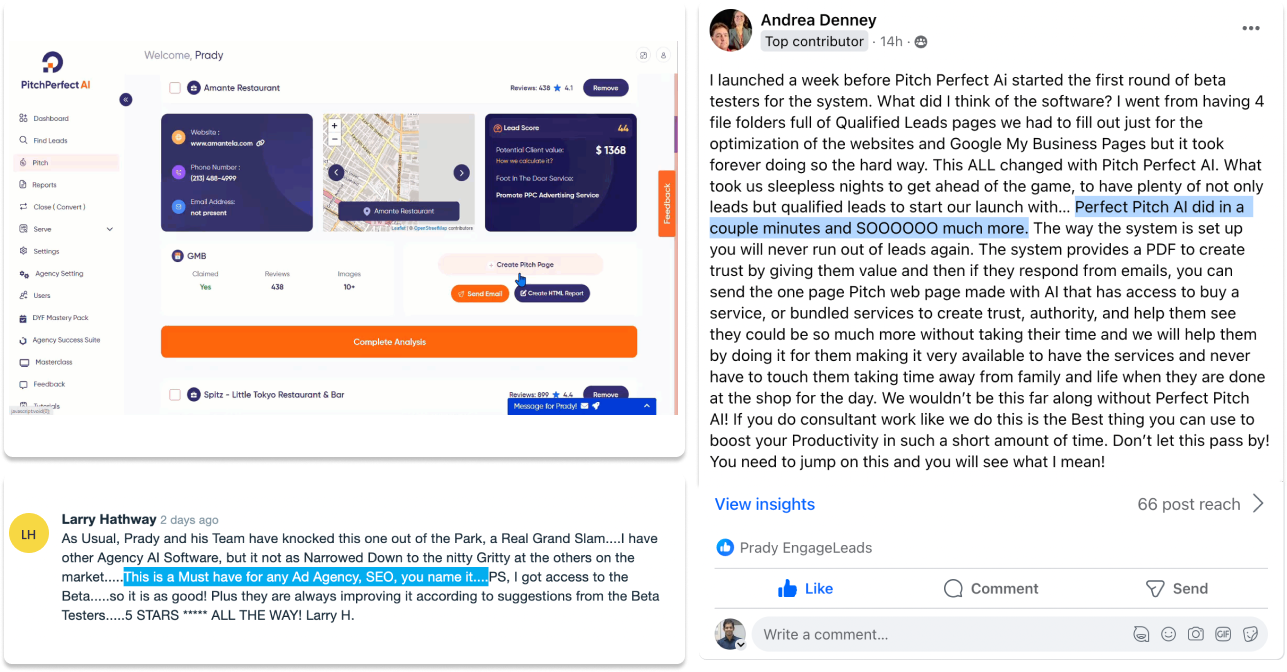 Welcome, Prady
PitchPerfect AI
Dashboard
Find Leads
Pitch
Reports
Close ( Convert )
Serve
Settings
Agency Setting
Users
DYF Mastery Pack
Agency Success Suite
Masterclass
Feedback
Tutorials
javascript:void(0);
Amante Restaurant
Reviews: 438 ★ 4.1
Remove
Website :
www.amantela.com
Phone Number :
(213) 488-4999
Email Address:
not present
+
−
Amante Restaurant
Leaflet | © OpenStreetMap contributors
Lead Score
44
Potential Client value:
$ 1368
How we calculate it?
Foot In The Door Service:
Promote PPC Advertising Service
Feedback
GMB
Claimed Reviews Images
Yes 438 10+
Create Pitch Page
Send Email
Create HTML Report
Complete Analysis
Spitz - Little Tokyo Restaurant & Bar
Reviews: 899 ★ 4.4
Remove
Message for Prady!
LH
Larry Hathway 2 days ago
As Usual, Prady and his Team have knocked this one out of the Park, a Real Grand Slam....I have
other Agency AI Software, but it not as Narrowed Down to the nitty Gritty at the others on the
market.....This is a Must have for any Ad Agency, SEO, you name it....PS, I got access to the
Beta.....so it is as good! Plus they are always improving it according to suggestions from the Beta
Testers.....5 STARS ***** ALL THE WAY! Larry H.
Andrea Denney
Top contributor · 14h ·
I launched a week before Pitch Perfect Ai started the first round of beta
testers for the system. What did I think of the software? I went from having 4
file folders full of Qualified Leads pages we had to fill out just for the
optimization of the websites and Google My Business Pages but it took
forever doing so the hard way. This ALL changed with Pitch Perfect AI. What
took us sleepless nights to get ahead of the game, to have plenty of not only
leads but qualified leads to start our launch with... Perfect Pitch AI did in a
couple minutes and SOOOOOO much more. The way the system is set up
you will never run out of leads again. The system provides a PDF to create
trust by giving them value and then if they respond from emails, you can
send the one page Pitch web page made with AI that has access to buy a
service, or bundled services to create trust, authority, and help them see
they could be so much more without taking their time and we will help them
by doing it for them making it very available to have the services and never
have to touch them taking time away from family and life when they are done
at the shop for the day. We wouldn't be this far along without Perfect Pitch
AI! If you do consultant work like we do this is the Best thing you can use to
boost your Productivity in such a short amount of time. Don't let this pass by!
You need to jump on this and you will see what I mean!
View insights
66 post reach
Prady EngageLeads
Like
Comment
Send
Write a comment...
GIF